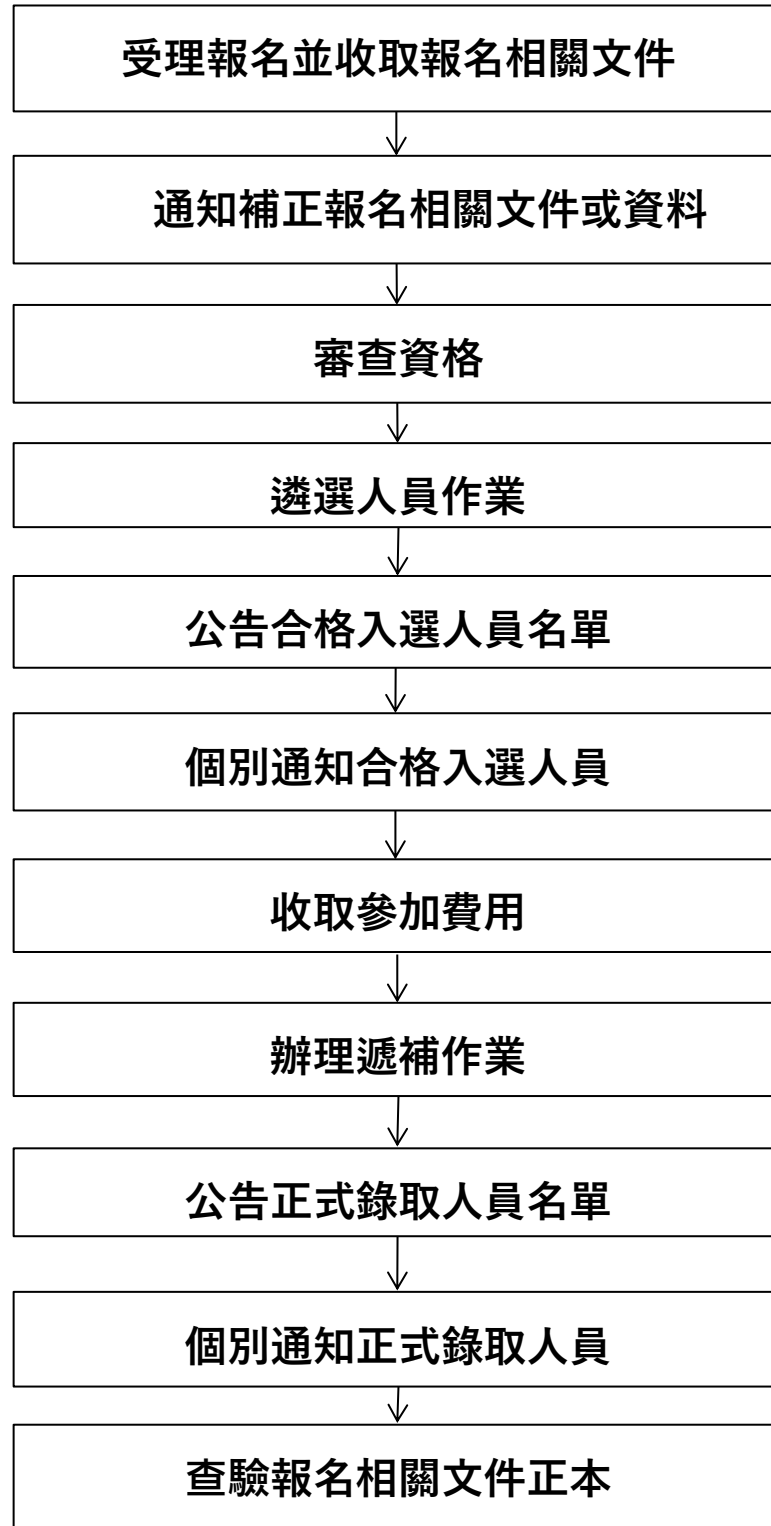 受理報名並收取報名相關文件
通知補正報名相關文件或資料
審查資格
遴選人員作業
公告合格入選人員名單
個別通知合格入選人員
收取參加費用
辦理遞補作業
公告正式錄取人員名單
個別通知正式錄取人員
查驗報名相關文件正本